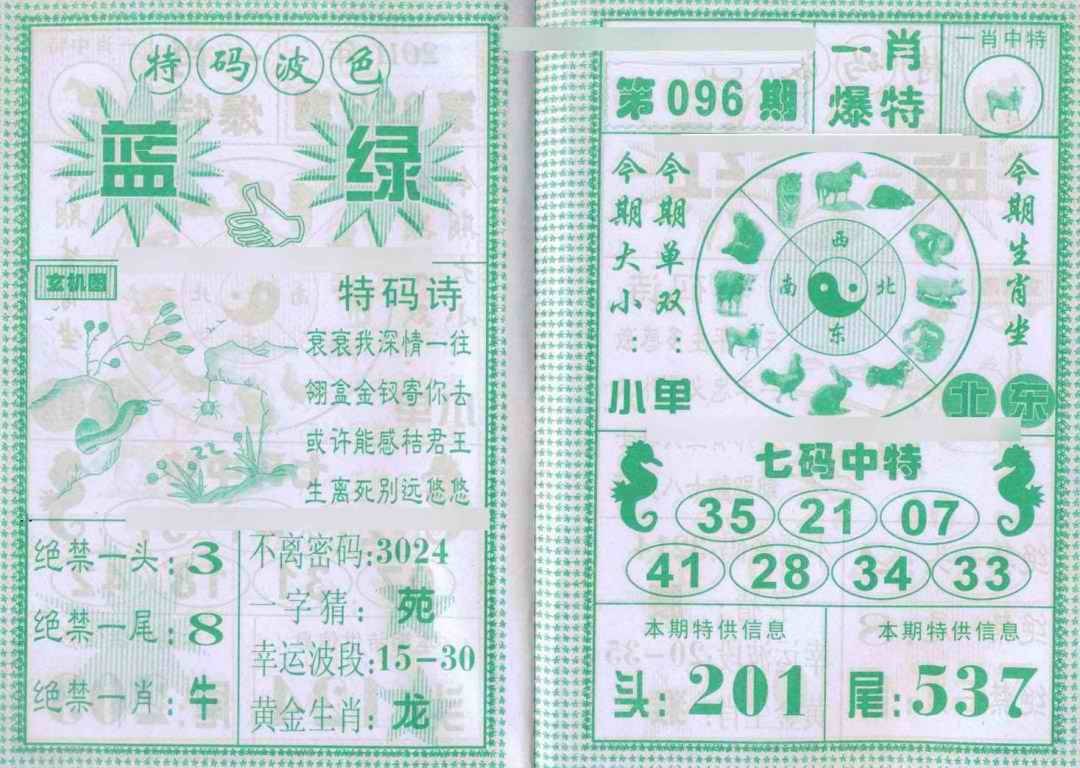 特码波色
蓝 绿
玄机图
特码诗
哀哀我深情一往
翎盒金钗寄你去
或许能感秸君王
生离死别远悠悠
绝禁一头:3
绝禁一尾:8
绝禁一肖:牛
不离密码:3024
一字猜:苑
幸运波段:15-30
黄金生肖:龙
第096期
一肖
爆特
一肖中特
今期大小:
小
今期单双:
单
西
南 北
东
今期生肖坐
北 东
七码中特
35 21 07
41 28 34 33
本期特供信息
头:201
本期特供信息
尾:537